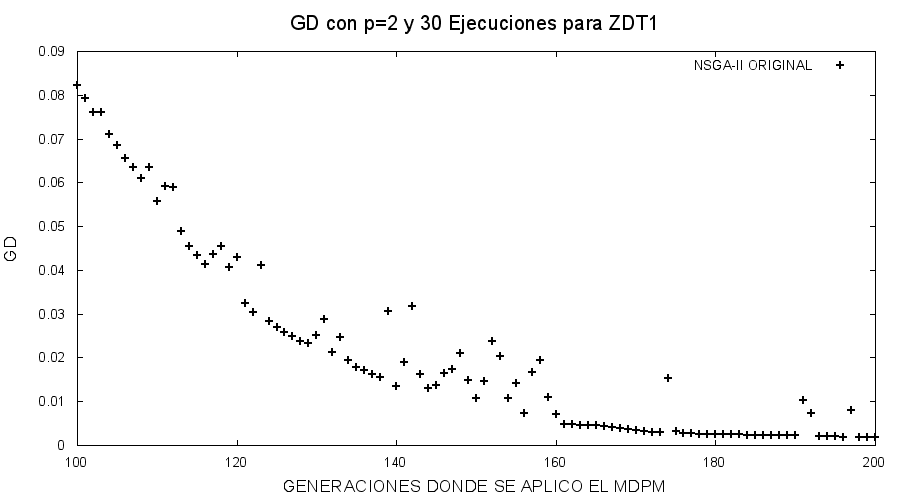 GD con p=2 y 30 Ejecuciones para ZDT1
NSGA-II ORIGINAL
0.09
0.08
0.07
0.06
0.05
0.04
0.03
0.02
0.01
0
GD
100 120 140 160 180 200
GENERACIONES DONDE SE APLICO EL MDPM